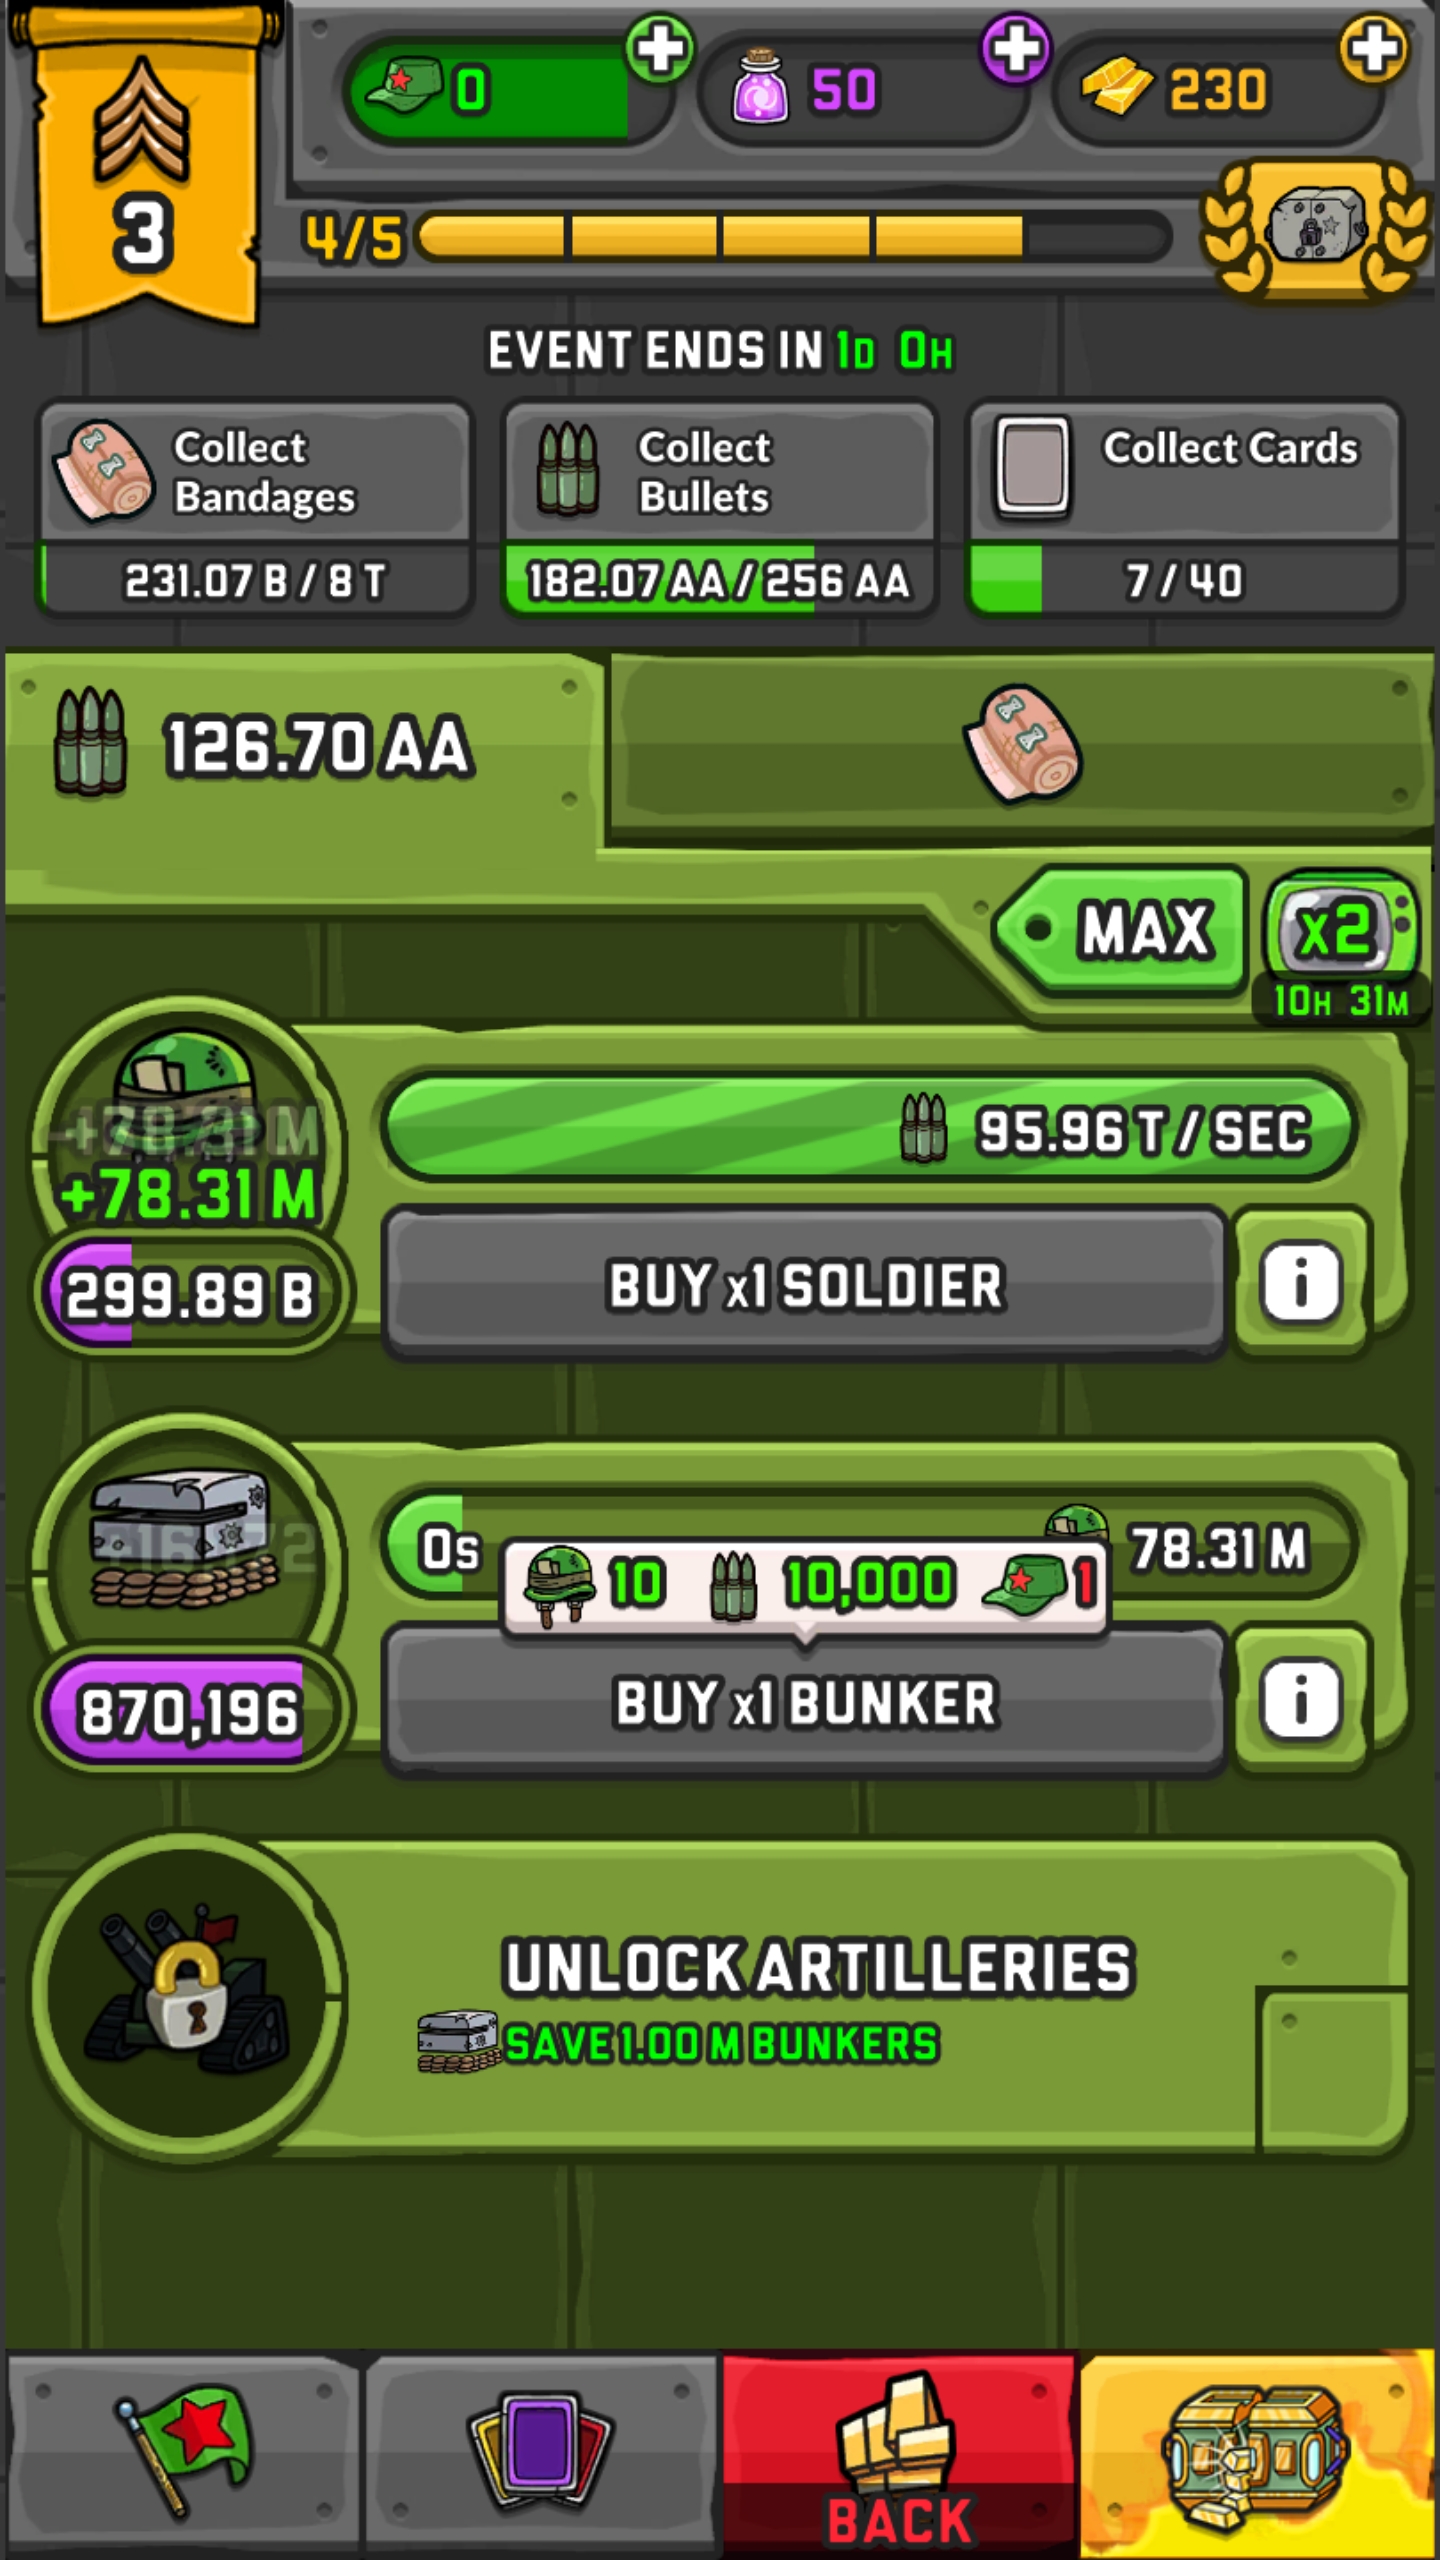 0
50
230
3
4/5
EVENT ENDS IN 1D 0H
Collect
Bandages
231.07 B / 8 T
Collect
Bullets
182.07 AA / 256 AA
Collect Cards
7 / 40
126.70 AA
MAX
x2
10H 31M
+78.31 M
+78.31 M
95.96 T / SEC
299.89 B
BUY x1 SOLDIER
0s
78.31 M
10
10,000
1
870,196
BUY x1 BUNKER
UNLOCK ARTILLERIES
SAVE 1.00 M BUNKERS
BACK